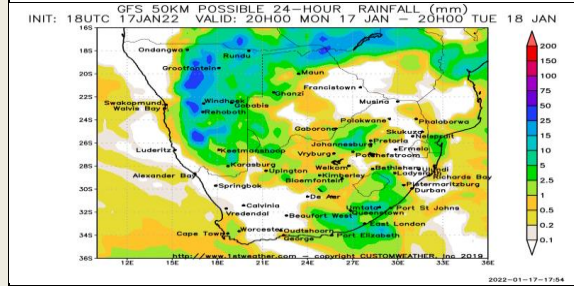 GFS 50KM POSSIBLE 24-HOUR RAINFALL (mm)
INIT: 18UTC 17JAN22 VALID: 20H00 MON 17 JAN - 20H00 TUE 18 JAN
16S
18S
20S
22S
24S
26S
28S
30S
32S
34S
36S
Ondangwa
Rundu
Grootfontein
Maun
Ghanzi
Francistown
Swakopmund
Walvis Bay
Windhoek
Gobabis
Rehoboth
Musina
Polokwane
Phalaborwa
Gaborone
Skukuza
Nelspruit
Pretoria
Johannesburg
Luderitz
Keetmanshoop
Vryburg
Potchefstroom
Ermelo
Karasburg
Upington
Welkom
Bethlehem
Ladysmith
Alexander Bay
Kimberley
Bloemfontein
Richards Bay
Pietermaritzburg
Durban
Springbok
De Aar
Calvinia
Vredendal
Umtata
Port St Johns
Queenstown
Beaufort West
East London
Cape Town
Worcester
Oudtshoorn
George
Port Elizabeth
http://www.1stweather.com - copyright CUSTOMWEATHER, Inc 2019
12E 15E 18E 21E 24E 27E 30E 33E 36E
200
150
100
75
50
25
15
10
5
2.5
1
0.5
0.2
0.1
2022-01-17-17:54